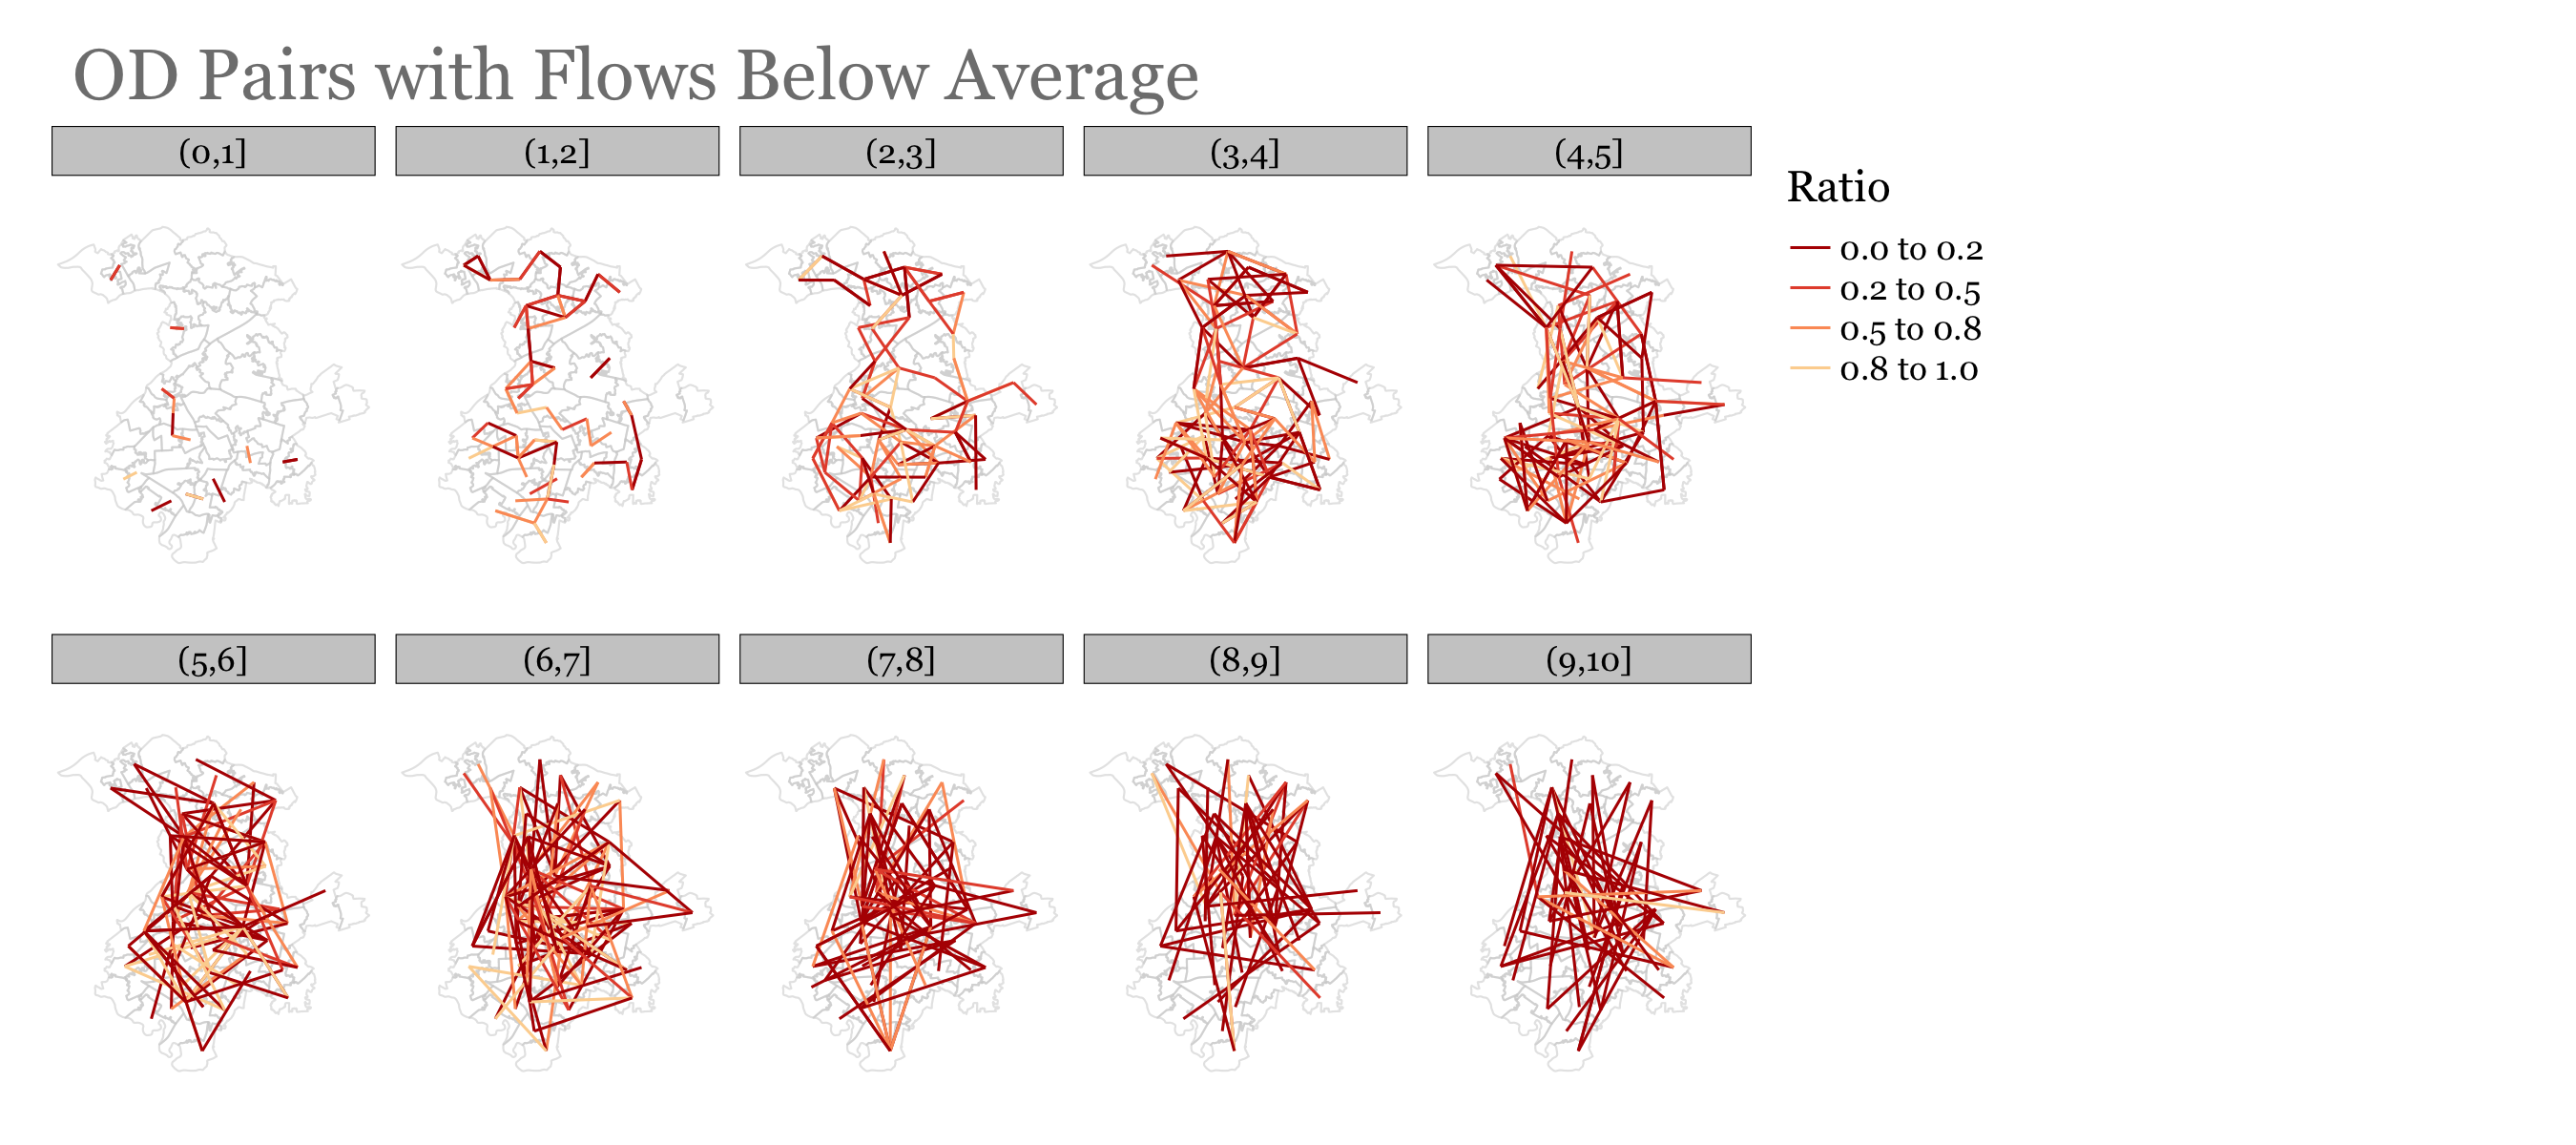 OD Pairs with Flows Below Average
(0,1]
(1,2]
(2,3]
(3,4]
(4,5]
Ratio
0.0 to 0.2
0.2 to 0.5
0.5 to 0.8
0.8 to 1.0
(5,6]
(6,7]
(7,8]
(8,9]
(9,10]